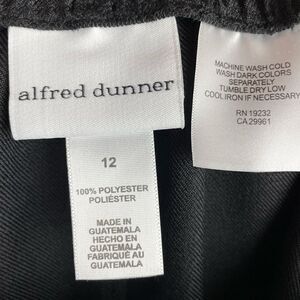 alfred dunner
12
100% POLYESTER
POLIÉSTER
MADE IN
GUATEMALA
HECHO EN
GUATEMALA
FABRIQUÉ AU
GUATEMALA
MACHINE WASH COLD
WASH DARK COLORS
SEPARATELY
TUMBLE DRY LOW
COOL IRON IF NECESSARY
RN 19232
CA 29961